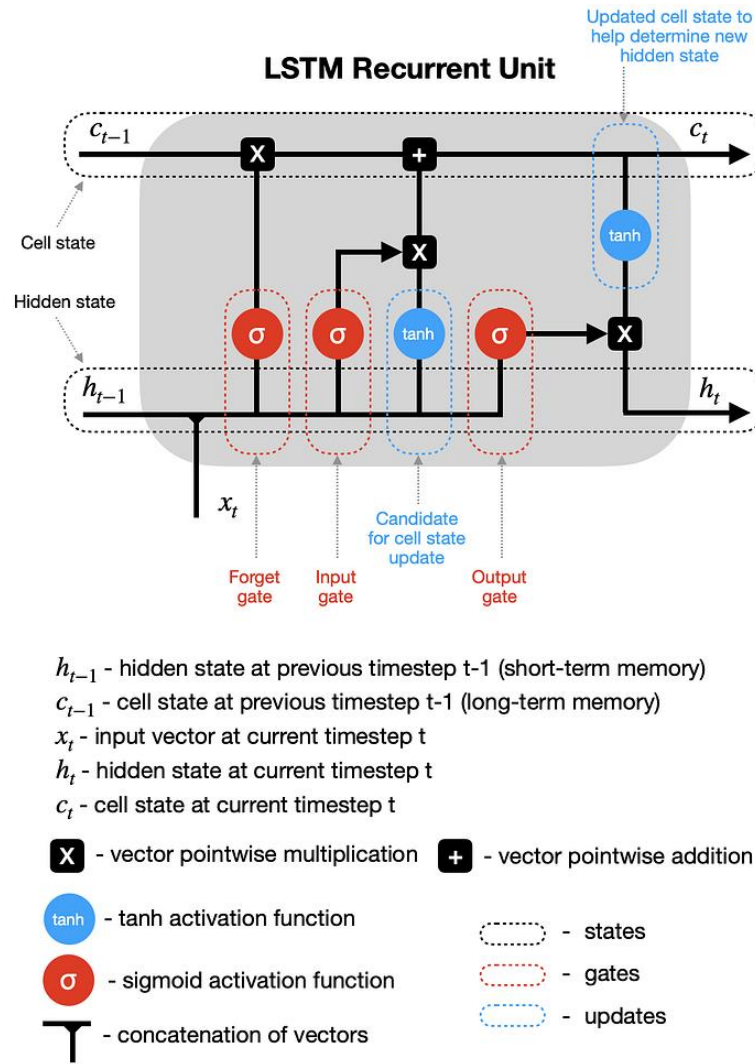 Updated cell state to
help determine new
hidden state
LSTM Recurrent Unit
c_{t-1}
c_t
X
+
Cell state
tanh
X
Hidden state
σ
σ
tanh
σ
X
h_{t-1}
h_t
x_t
Candidate
for cell state
update
Forget
gate
Input
gate
Output
gate
h_{t-1} - hidden state at previous timestep t-1 (short-term memory)
c_{t-1} - cell state at previous timestep t-1 (long-term memory)
x_t - input vector at current timestep t
h_t - hidden state at current timestep t
c_t - cell state at current timestep t
X - vector pointwise multiplication
+ - vector pointwise addition
tanh - tanh activation function
σ - sigmoid activation function
- concatenation of vectors
- states
- gates
- updates